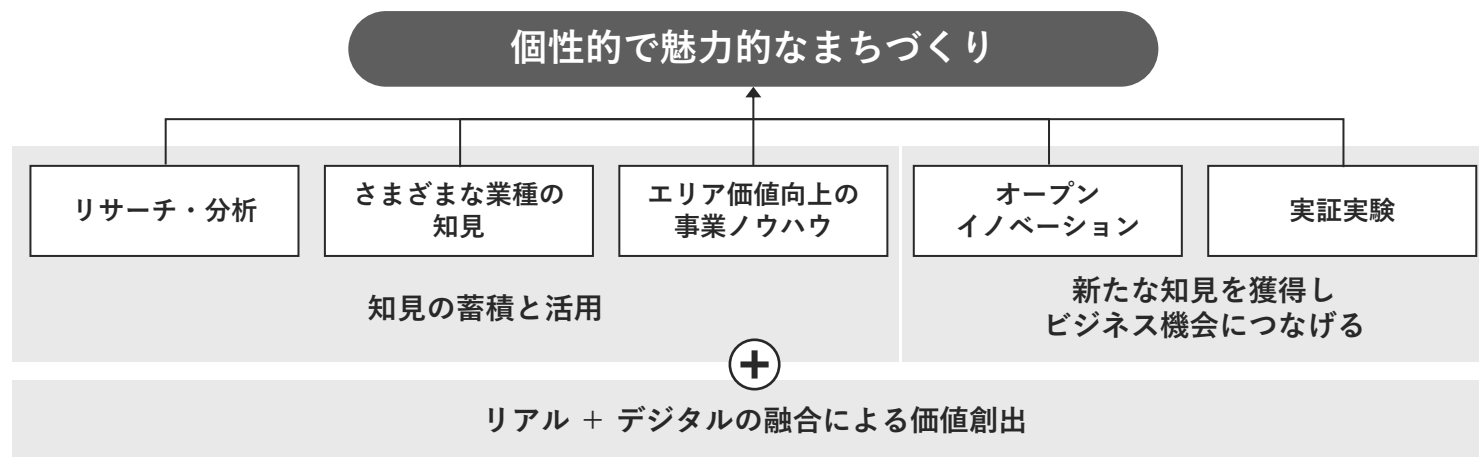 個性的で魅力的なまちづくり
リサーチ・分析
さまざまな業種の
知見
エリア価値向上の
事業ノウハウ
オープン
イノベーション
実証実験
知見の蓄積と活用
新たな知見を獲得し
ビジネス機会につなげる
+
リアル + デジタルの融合による価値創出